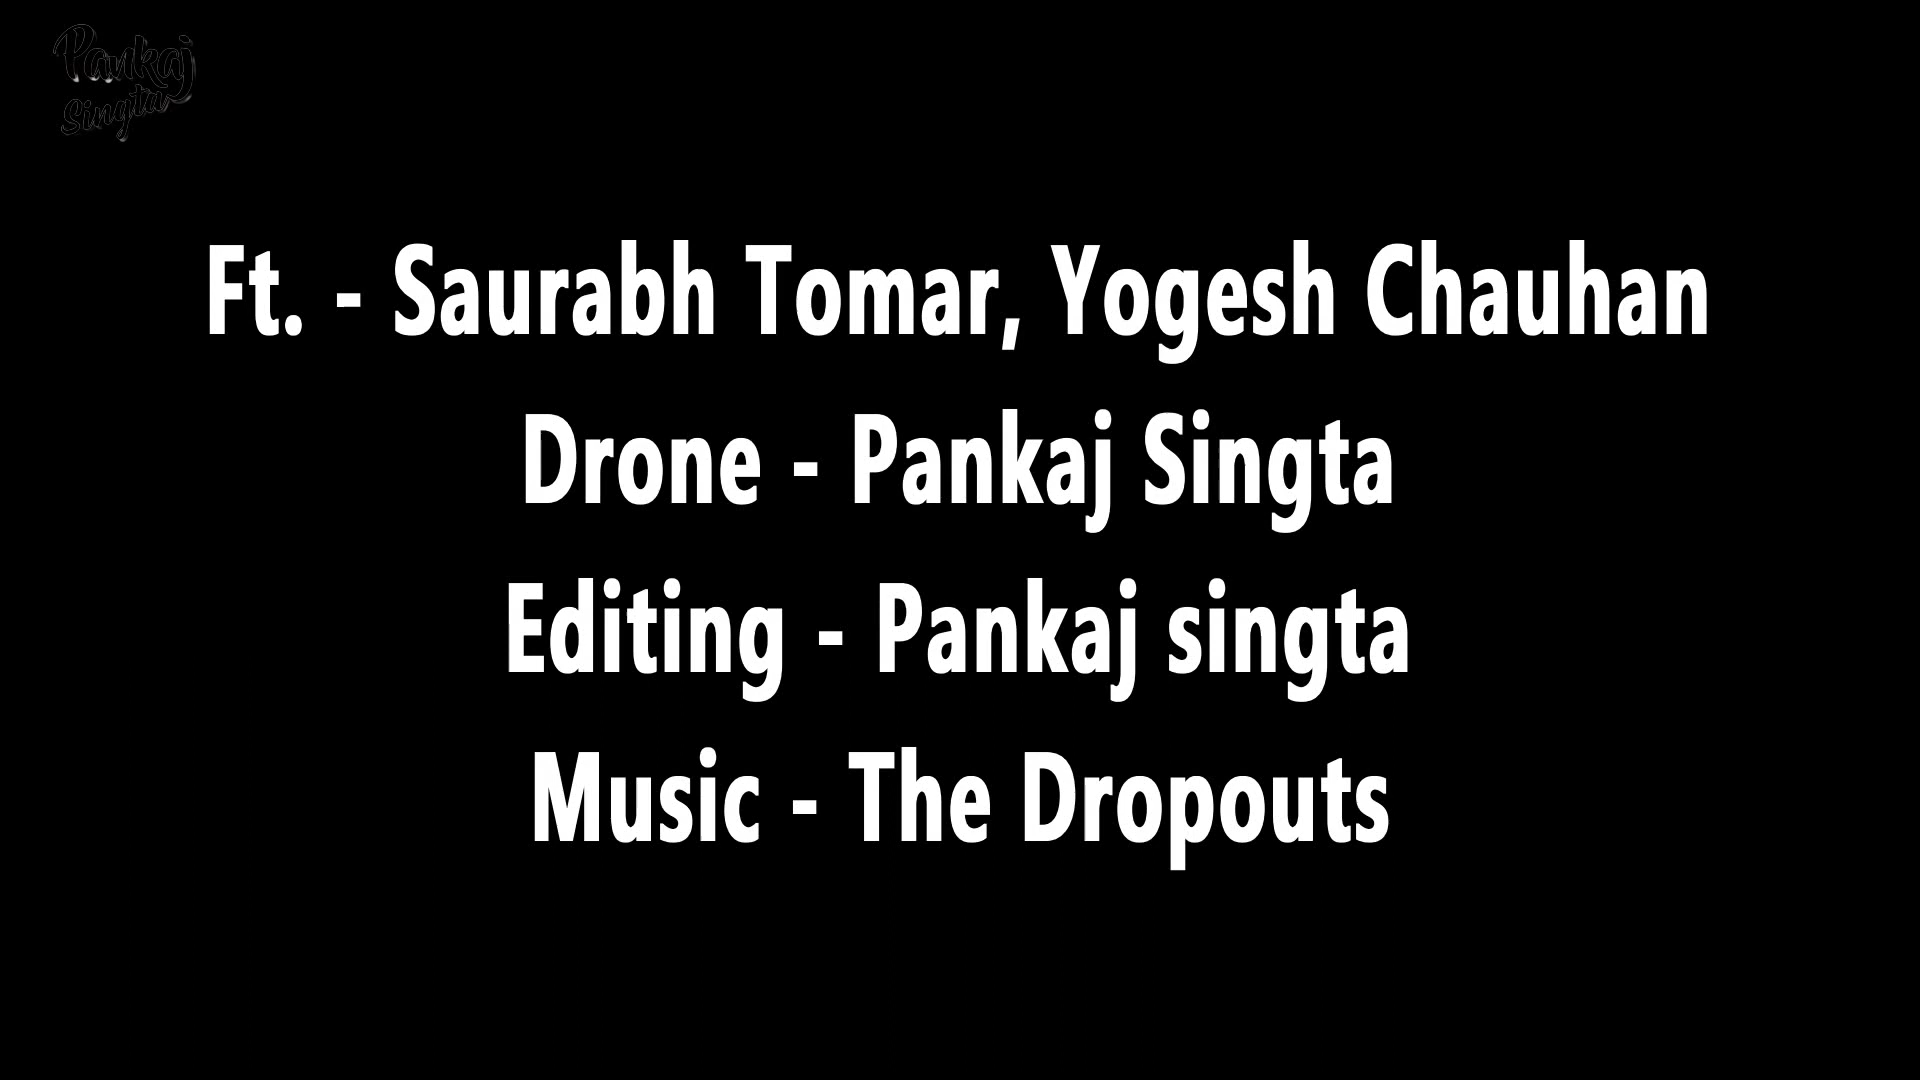 Pankaj
Singta
Ft. - Saurabh Tomar, Yogesh Chauhan
Drone - Pankaj Singta
Editing - Pankaj singta
Music - The Dropouts